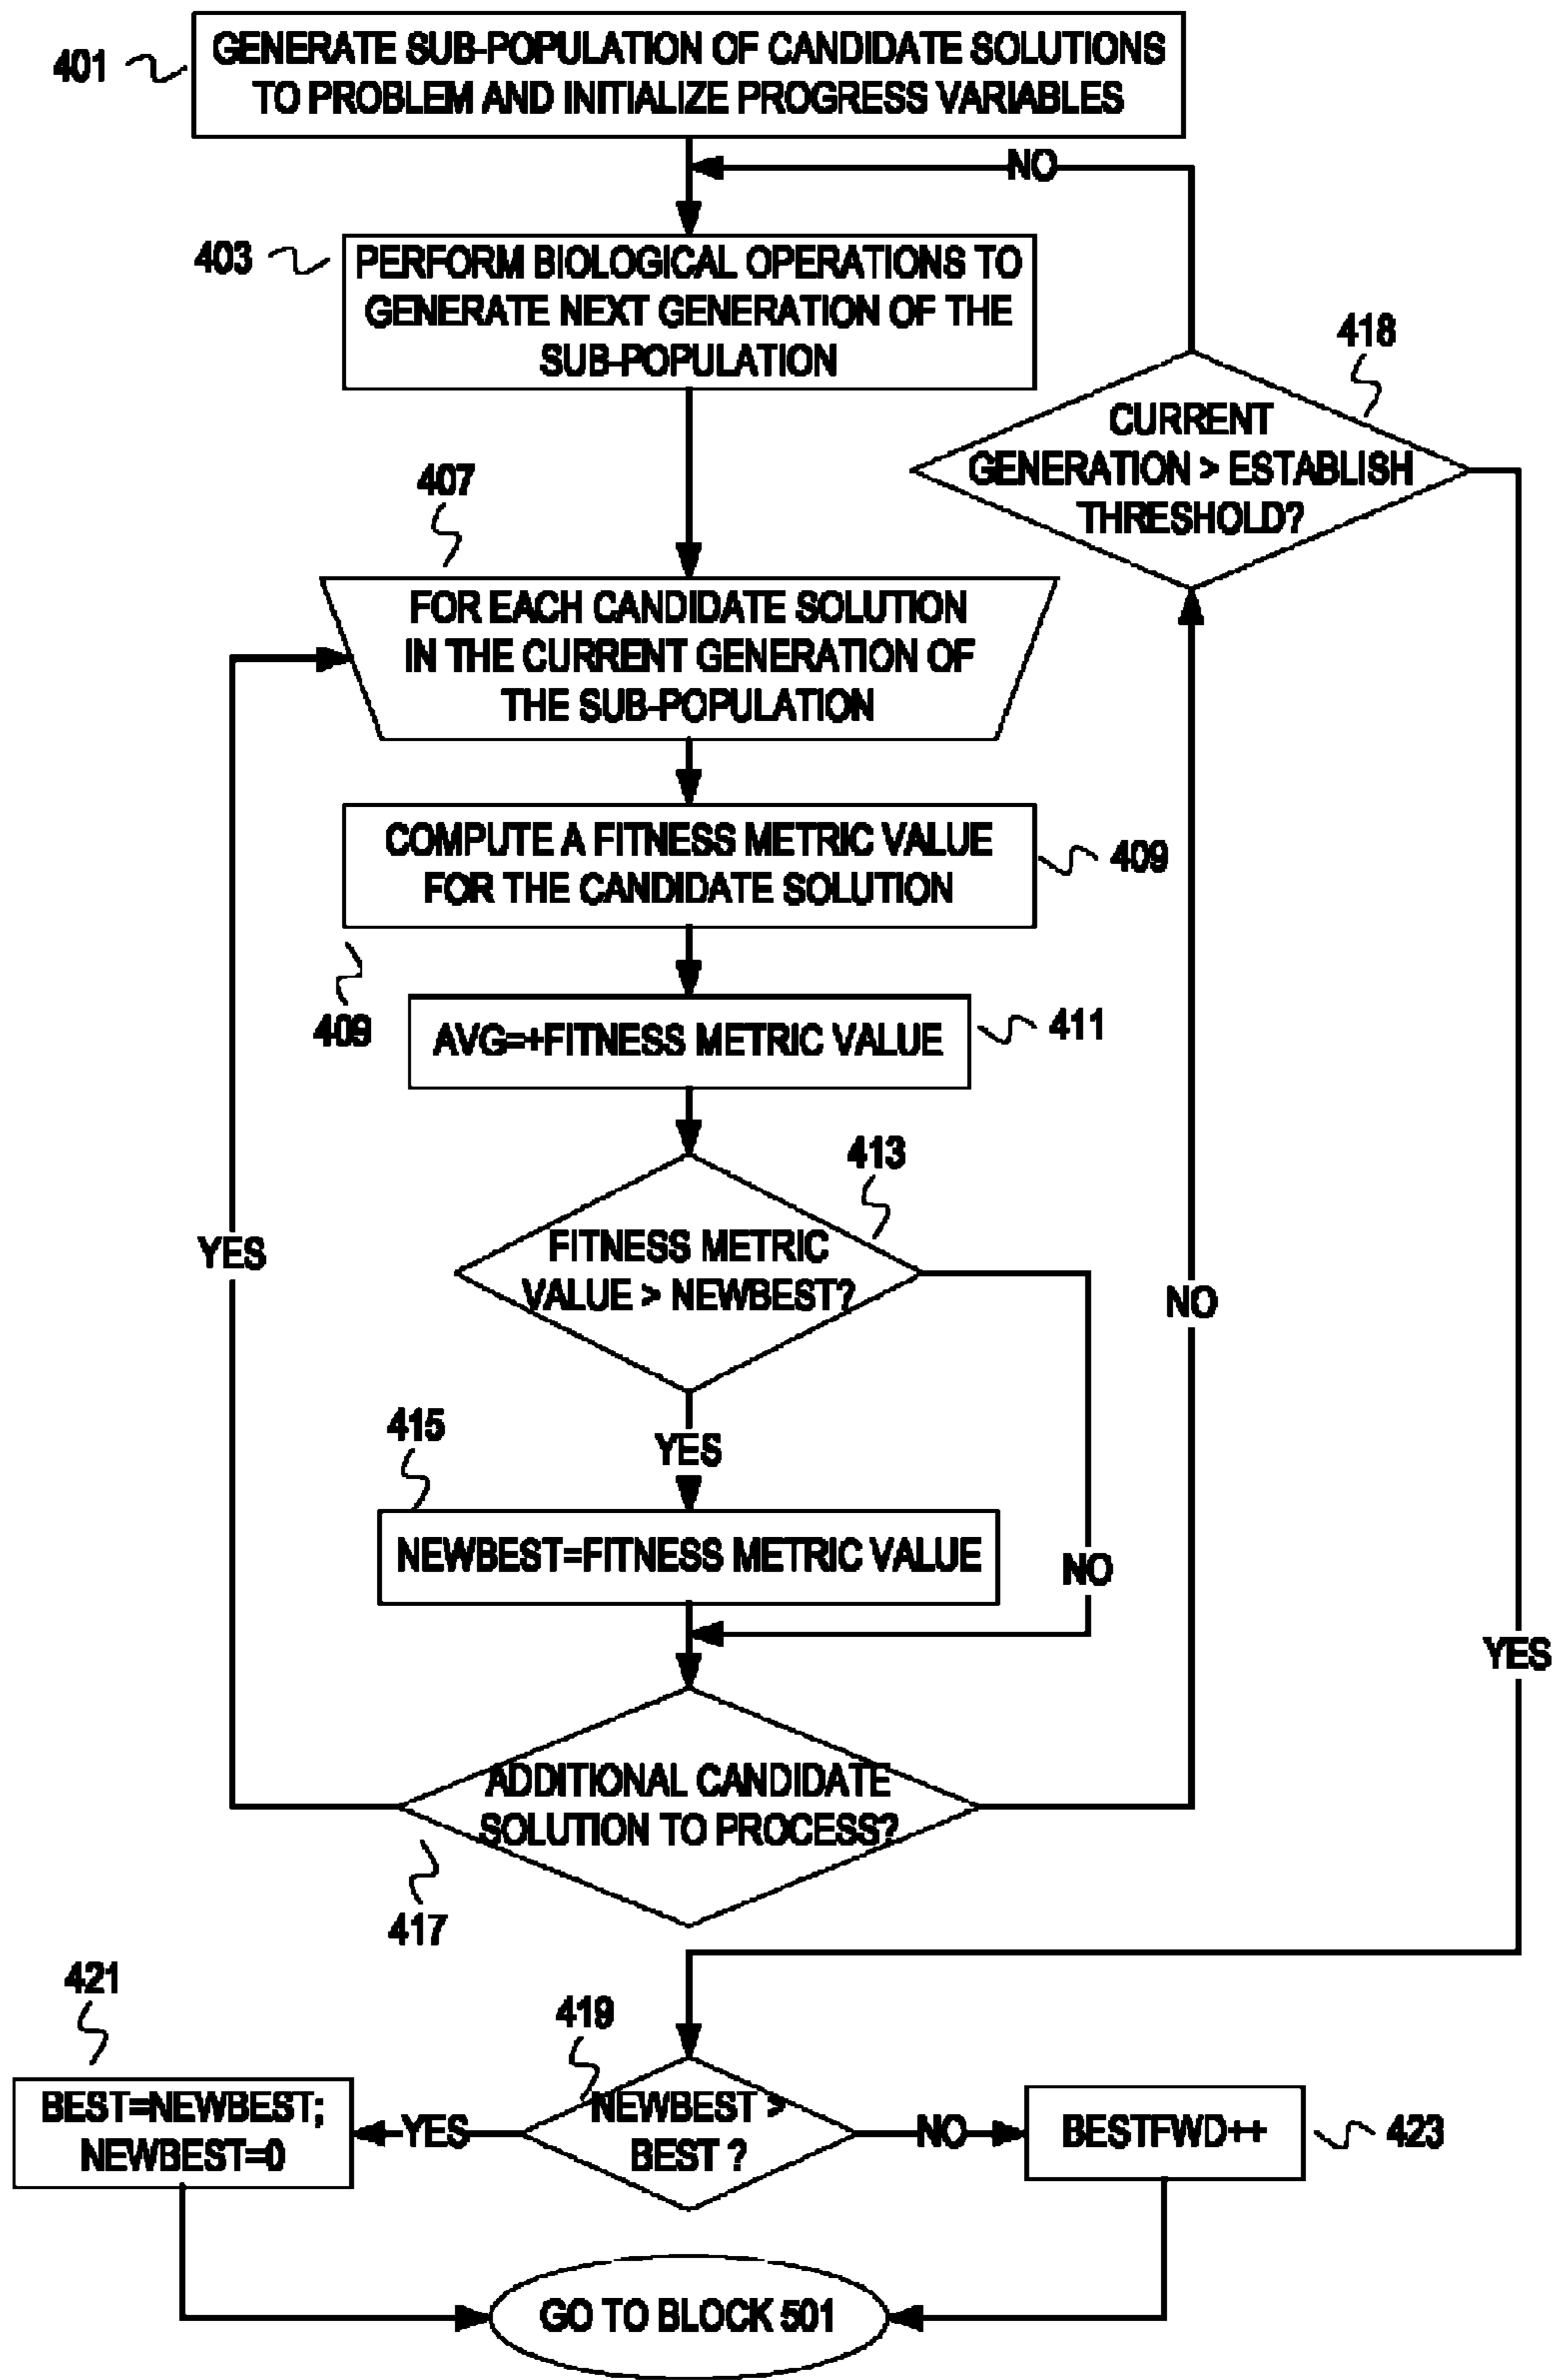 401
GENERATE SUB-POPULATION OF CANDIDATE SOLUTIONS
TO PROBLEM AND INITIALIZE PROGRESS VARIABLES
NO
403
PERFORM BIOLOGICAL OPERATIONS TO
GENERATE NEXT GENERATION OF THE
SUB-POPULATION
418
CURRENT
GENERATION > ESTABLISH
THRESHOLD?
407
FOR EACH CANDIDATE SOLUTION
IN THE CURRENT GENERATION OF
THE SUB-POPULATION
COMPUTE A FITNESS METRIC VALUE
FOR THE CANDIDATE SOLUTION
409
409
AVG=+FITNESS METRIC VALUE
411
413
FITNESS METRIC
VALUE > NEWBEST?
YES
NO
415
YES
NEWBEST=FITNESS METRIC VALUE
NO
YES
ADDITIONAL CANDIDATE
SOLUTION TO PROCESS?
417
421
419
BEST=NEWBEST;
NEWBEST=0
YES
NEWBEST >
BEST ?
NO
BESTFWD++
423
GO TO BLOCK 501